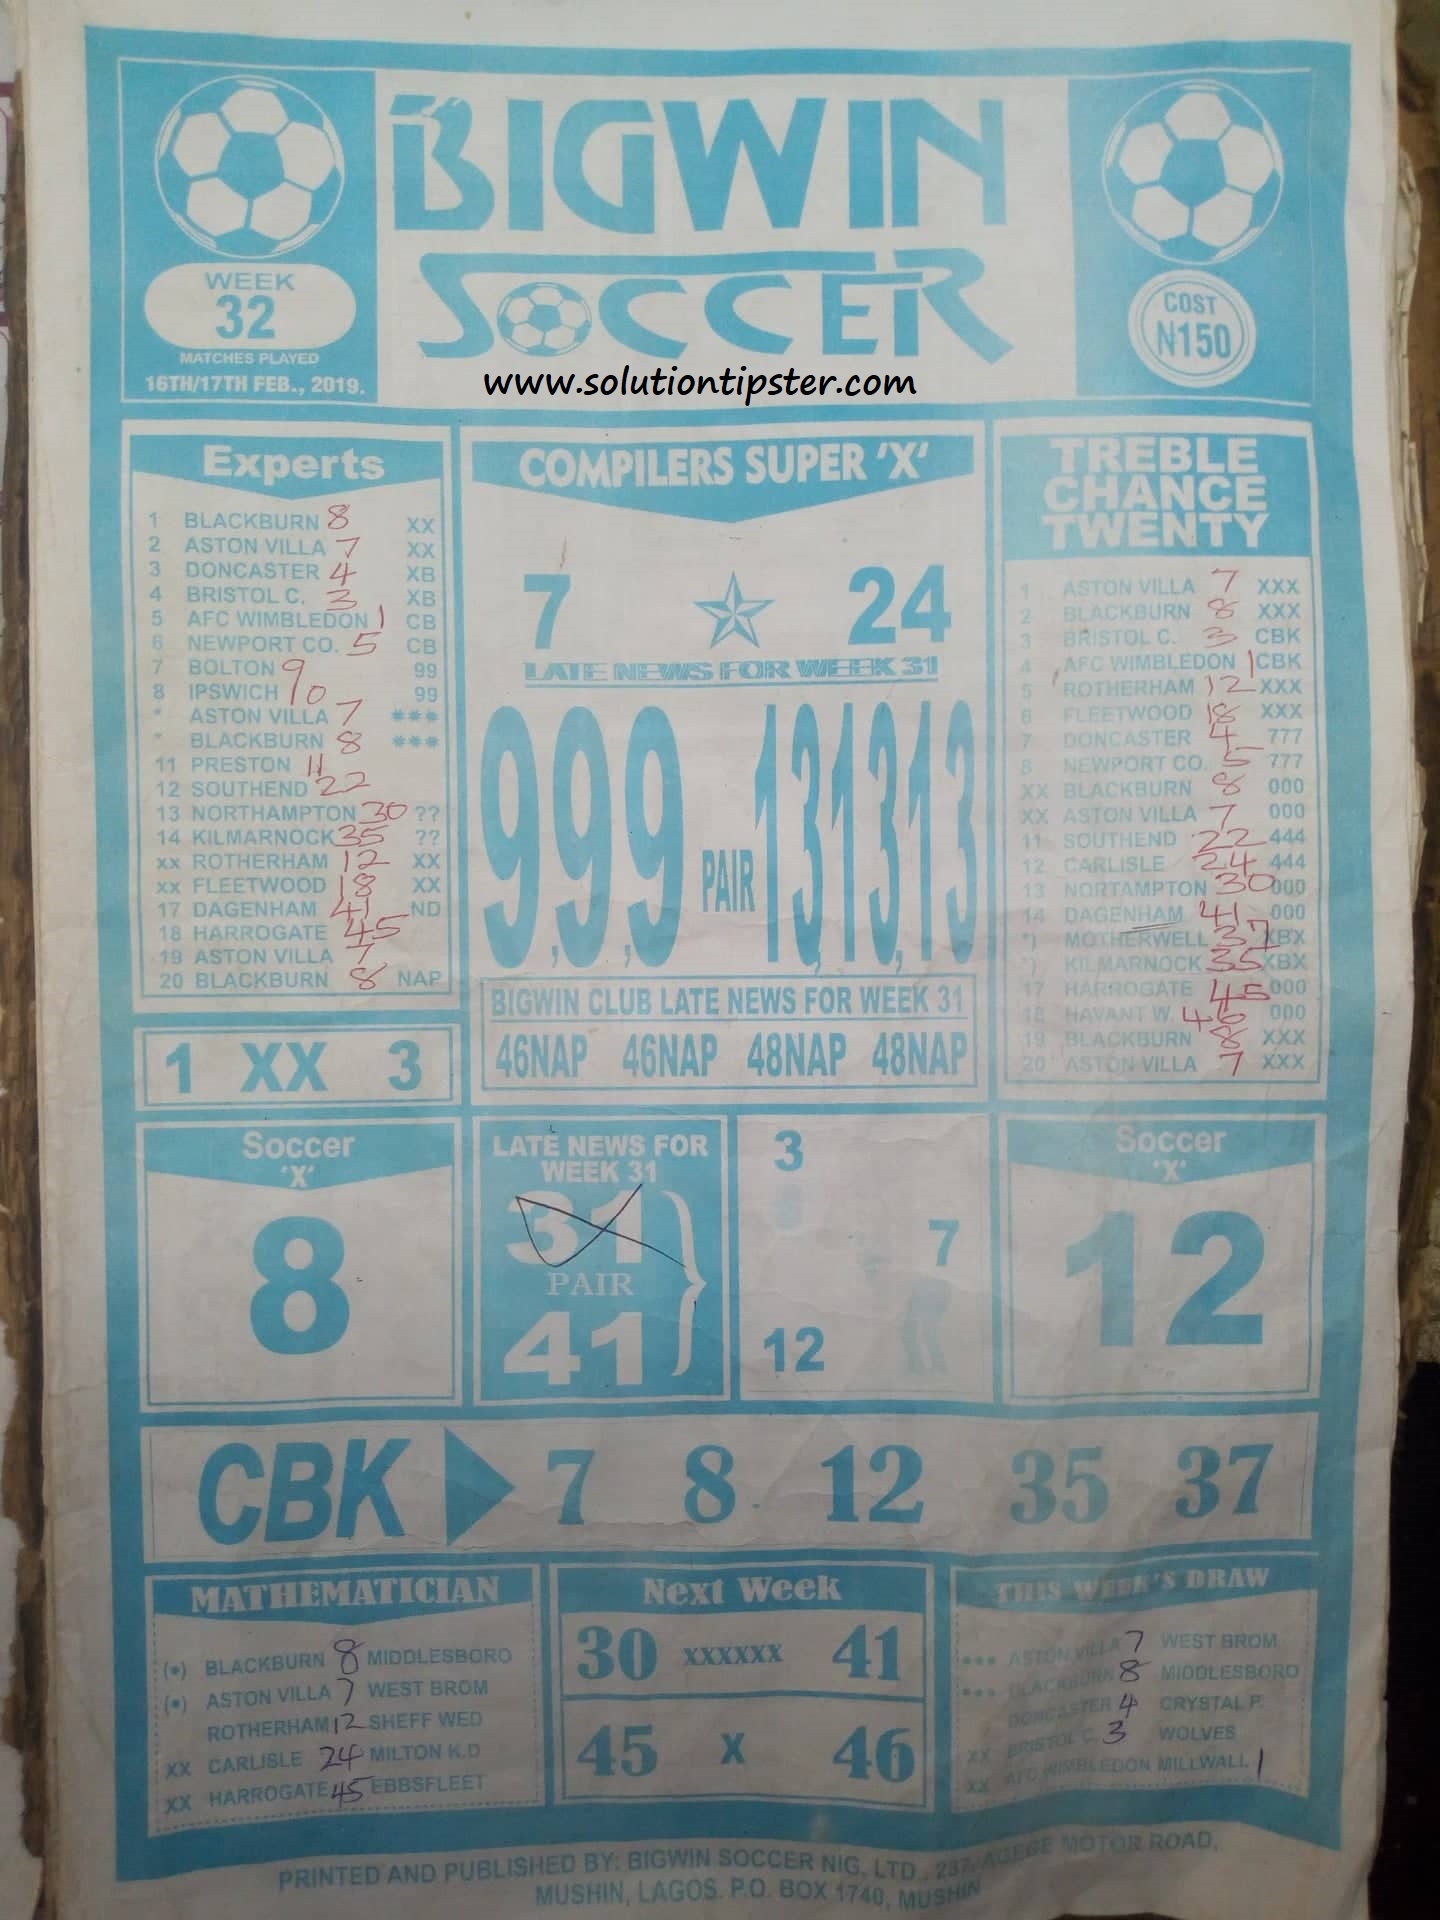 BIGWIN
SOCCER
WEEK
32
MATCHES PLAYED
16TH/17TH FEB., 2019.
COST
N150
www.solutiontipster.com
Experts
1 BLACKBURN 8 XX
2 ASTON VILLA 7 XX
3 DONCASTER 4 XB
4 BRISTOL C. 3 XB
5 AFC WIMBLEDON 1 CB
6 NEWPORT CO. 5 CB
7 BOLTON 9 99
8 IPSWICH 10 99
* ASTON VILLA 7 ***
* BLACKBURN 8 ***
11 PRESTON 11
12 SOUTHEND 22
13 NORTHAMPTON 30 ??
14 KILMARNOCK 35 ??
xx ROTHERHAM 12 XX
xx FLEETWOOD 18 XX
17 DAGENHAM 41 ND
18 HARROGATE 45
19 ASTON VILLA 7
20 BLACKBURN 8 NAP
1 XX 3
COMPILERS SUPER 'X'
7 24
LATE NEWS FOR WEEK 31
9,9,9 PAIR 13,13,13
BIGWIN CLUB LATE NEWS FOR WEEK 31
46NAP 46NAP 48NAP 48NAP
TREBLE
CHANCE
TWENTY
1 ASTON VILLA 7 XXX
2 BLACKBURN 8 XXX
3 BRISTOL C. 3 CBK
4 AFC WIMBLEDON 1 CBK
5 ROTHERHAM 12 XXX
6 FLEETWOOD 18 XXX
7 DONCASTER 4 777
8 NEWPORT CO. 5 777
XX BLACKBURN 8 000
XX ASTON VILLA 7 000
11 SOUTHEND 22 444
12 CARLISLE 24 444
13 NORTAMPTON 30 000
14 DAGENHAM 41 000
*) MOTHERWELL 37 XBX
*) KILMARNOCK 35 XBX
17 HARROGATE 45 000
18 HAVANT W. 46 000
19 BLACKBURN 8 XXX
20 ASTON VILLA 7 XXX
Soccer
'X'
8
LATE NEWS FOR
WEEK 31
31
PAIR
41
3
7
12
Soccer
'X'
12
CBK 7 8 12 35 37
MATHEMATICIAN
(•) BLACKBURN 8 MIDDLESBORO
(•) ASTON VILLA 7 WEST BROM
ROTHERHAM 12 SHEFF WED
XX CARLISLE 24 MILTON K.D
XX HARROGATE 45 EBBSFLEET
Next Week
30 XXXXXX 41
45 X 46
THIS WEEK'S DRAW
*** ASTON VILLA 7 WEST BROM
*** BLACKBURN 8 MIDDLESBORO
DONCASTER 4 CRYSTAL P.
XX BRISTOL C. 3 WOLVES
XX AFC WIMBLEDON MILLWALL 1
PRINTED AND PUBLISHED BY: BIGWIN SOCCER NIG. LTD., 287, AGEGE MOTOR ROAD,
MUSHIN, LAGOS. P.O. BOX 1740, MUSHIN